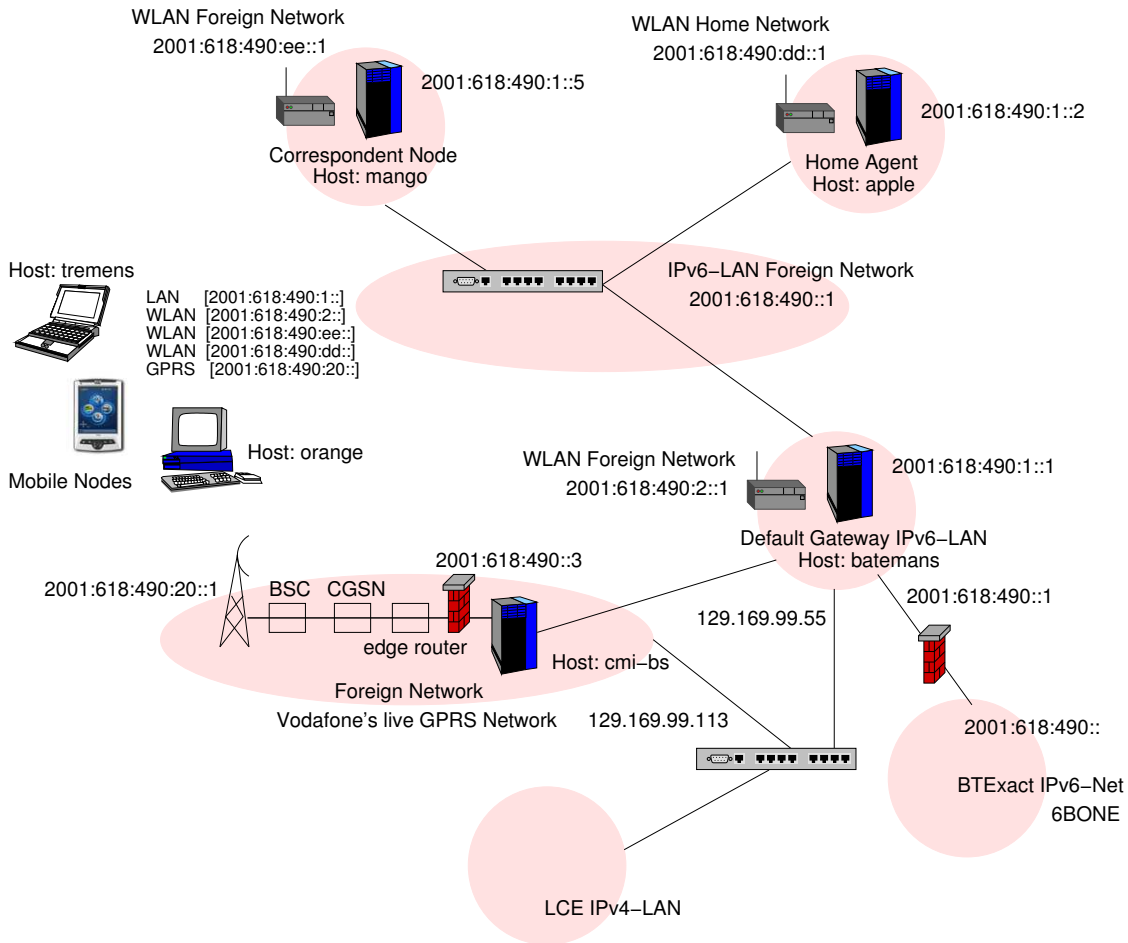 WLAN Foreign Network
2001:618:490:ee::1
2001:618:490:1::5
Correspondent Node
Host: mango
WLAN Home Network
2001:618:490:dd::1
2001:618:490:1::2
Home Agent
Host: apple
IPv6−LAN Foreign Network
2001:618:490::1
Host: tremens
LAN [2001:618:490:1::]
WLAN [2001:618:490:2::]
WLAN [2001:618:490:ee::]
WLAN [2001:618:490:dd::]
GPRS [2001:618:490:20::]
Host: orange
Mobile Nodes
WLAN Foreign Network
2001:618:490:2::1
2001:618:490:1::1
Default Gateway IPv6−LAN
Host: batemans
2001:618:490::3
2001:618:490:20::1
BSC
CGSN
edge router
Host: cmi−bs
Foreign Network
Vodafone's live GPRS Network
129.169.99.55
2001:618:490::1
129.169.99.113
2001:618:490::
BTExact IPv6−Net
6BONE
LCE IPv4−LAN